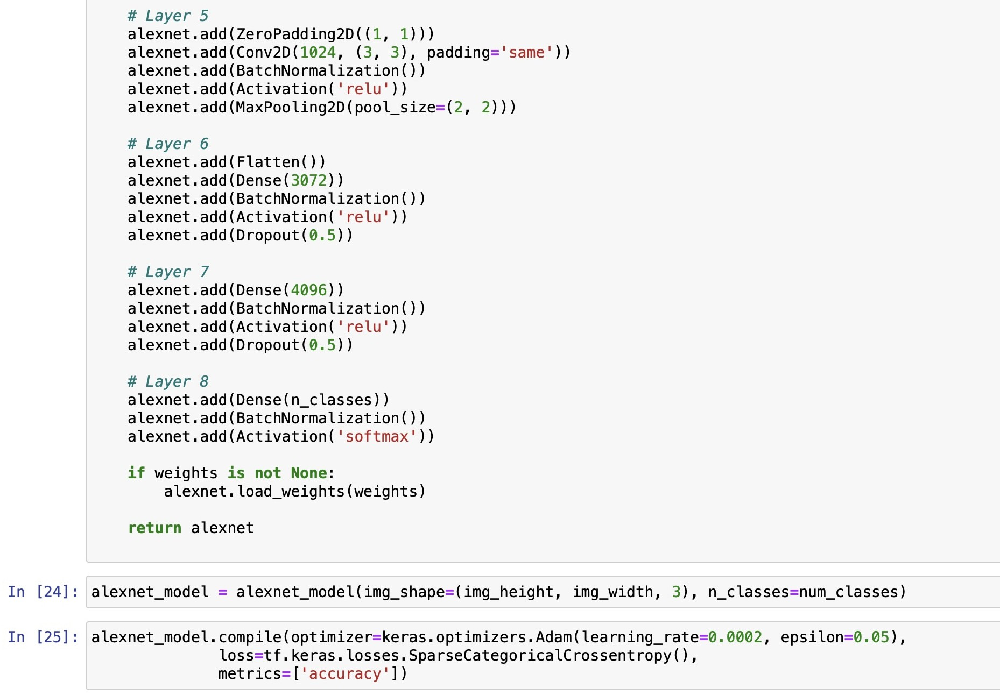 # Layer 5
alexnet.add(ZeroPadding2D((1, 1)))
alexnet.add(Conv2D(1024, (3, 3), padding='same'))
alexnet.add(BatchNormalization())
alexnet.add(Activation('relu'))
alexnet.add(MaxPooling2D(pool_size=(2, 2)))
# Layer 6
alexnet.add(Flatten())
alexnet.add(Dense(3072))
alexnet.add(BatchNormalization())
alexnet.add(Activation('relu'))
alexnet.add(Dropout(0.5))
# Layer 7
alexnet.add(Dense(4096))
alexnet.add(BatchNormalization())
alexnet.add(Activation('relu'))
alexnet.add(Dropout(0.5))
# Layer 8
alexnet.add(Dense(n_classes))
alexnet.add(BatchNormalization())
alexnet.add(Activation('softmax'))
if weights is not None:
    alexnet.load_weights(weights)
return alexnet
In [24]: alexnet_model = alexnet_model(img_shape=(img_height, img_width, 3), n_classes=num_classes)
In [25]: alexnet_model.compile(optimizer=keras.optimizers.Adam(learning_rate=0.0002, epsilon=0.05),
loss=tf.keras.losses.SparseCategoricalCrossentropy(),
metrics=['accuracy'])